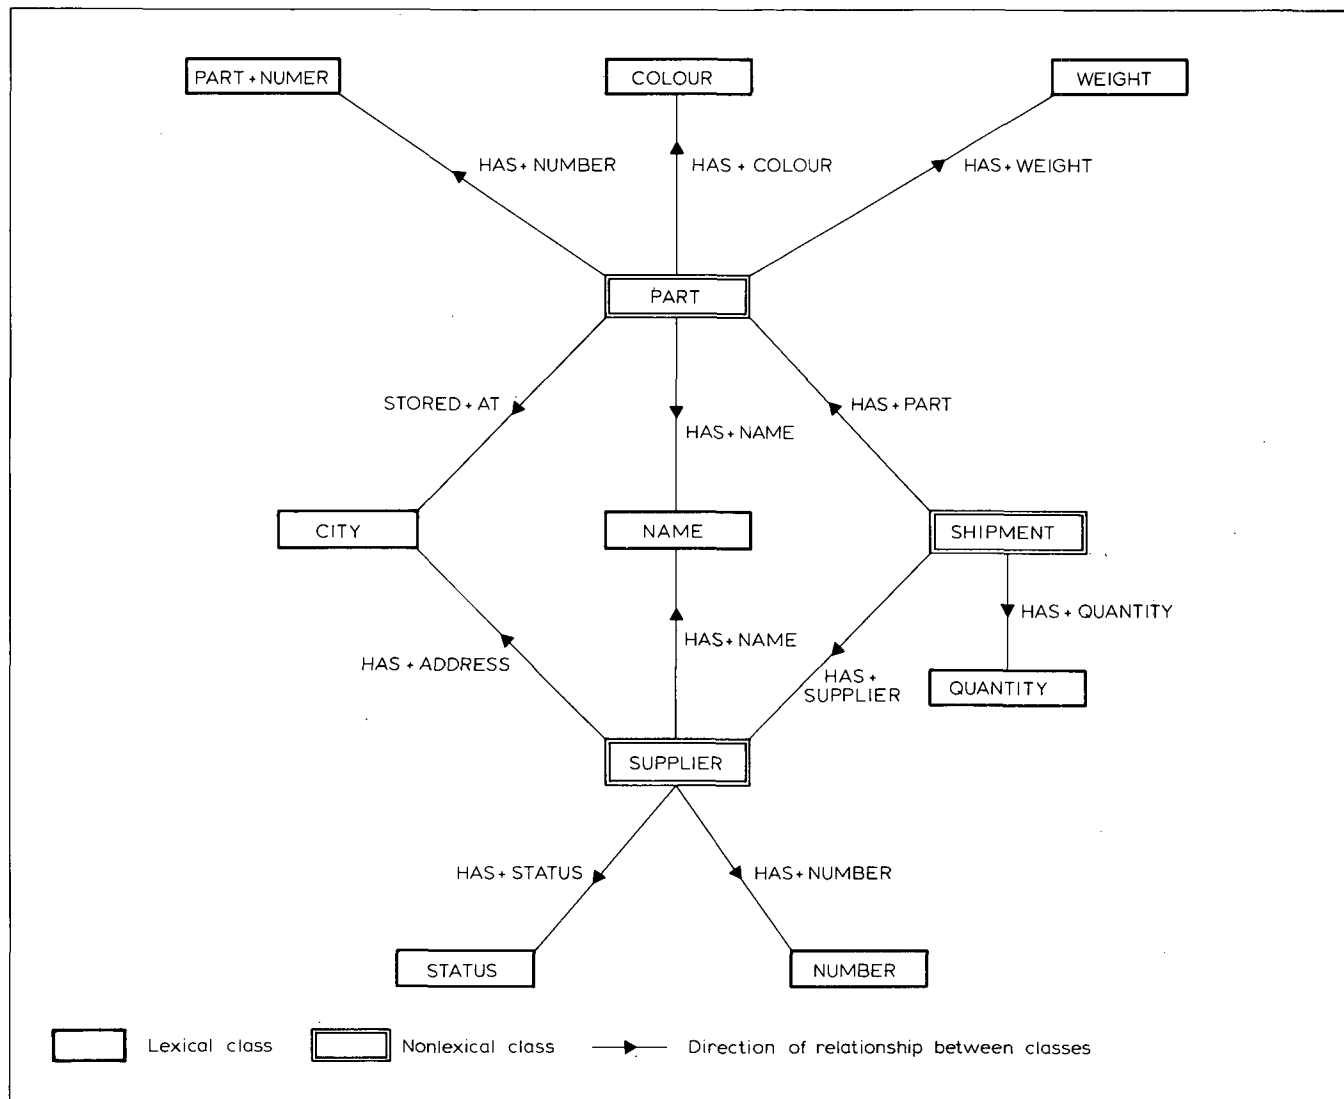 PART + NUMER
COLOUR
WEIGHT
HAS + NUMBER
HAS + COLOUR
HAS + WEIGHT
PART
STORED + AT
HAS + PART
HAS + NAME
CITY
NAME
SHIPMENT
HAS + QUANTITY
HAS + NAME
HAS + ADDRESS
HAS +
SUPPLIER
QUANTITY
SUPPLIER
HAS + STATUS
HAS + NUMBER
STATUS
NUMBER
Lexical class
Nonlexical class
Direction of relationship between classes